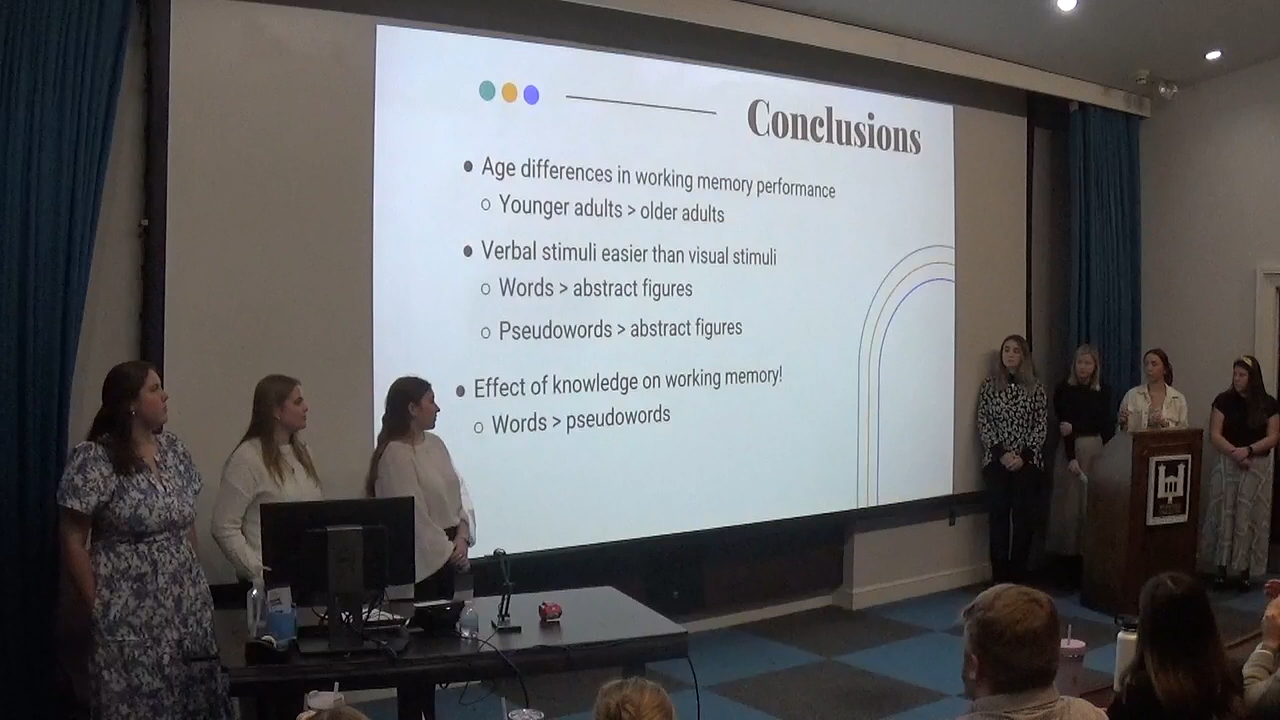 Conclusions
● Age differences in working memory performance
○ Younger adults > older adults
● Verbal stimuli easier than visual stimuli
○ Words > abstract figures
○ Pseudowords > abstract figures
● Effect of knowledge on working memory!
○ Words > pseudowords